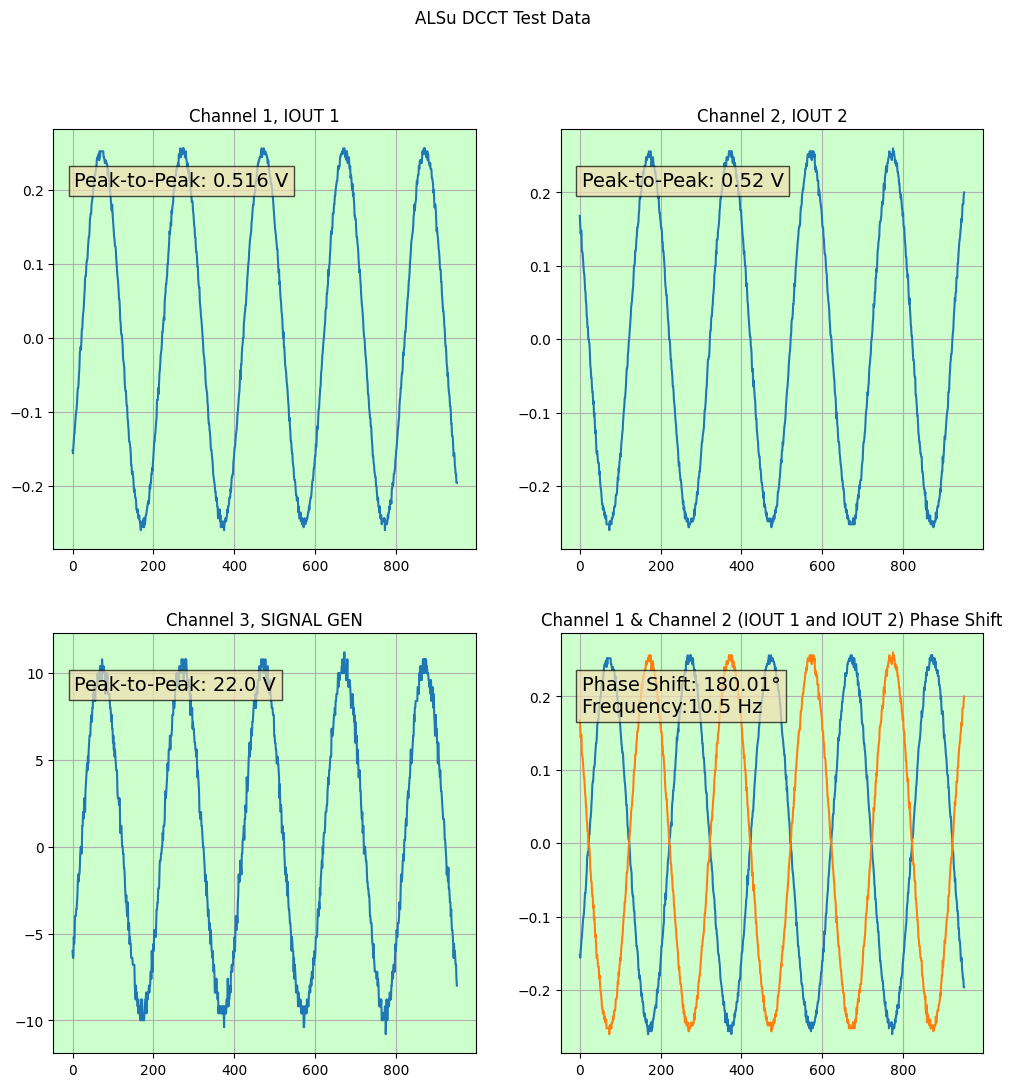 ALSu DCCT Test Data
Channel 1, IOUT 1
Peak-to-Peak: 0.516 V
0.2
0.1
0.0
−0.1
−0.2
0 200 400 600 800
Channel 2, IOUT 2
Peak-to-Peak: 0.52 V
0.2
0.1
0.0
−0.1
−0.2
0 200 400 600 800
Channel 3, SIGNAL GEN
Peak-to-Peak: 22.0 V
10
5
0
−5
−10
0 200 400 600 800
Channel 1 & Channel 2 (IOUT 1 and IOUT 2) Phase Shift
Phase Shift: 180.01°
Frequency:10.5 Hz
0.2
0.1
0.0
−0.1
−0.2
0 200 400 600 800